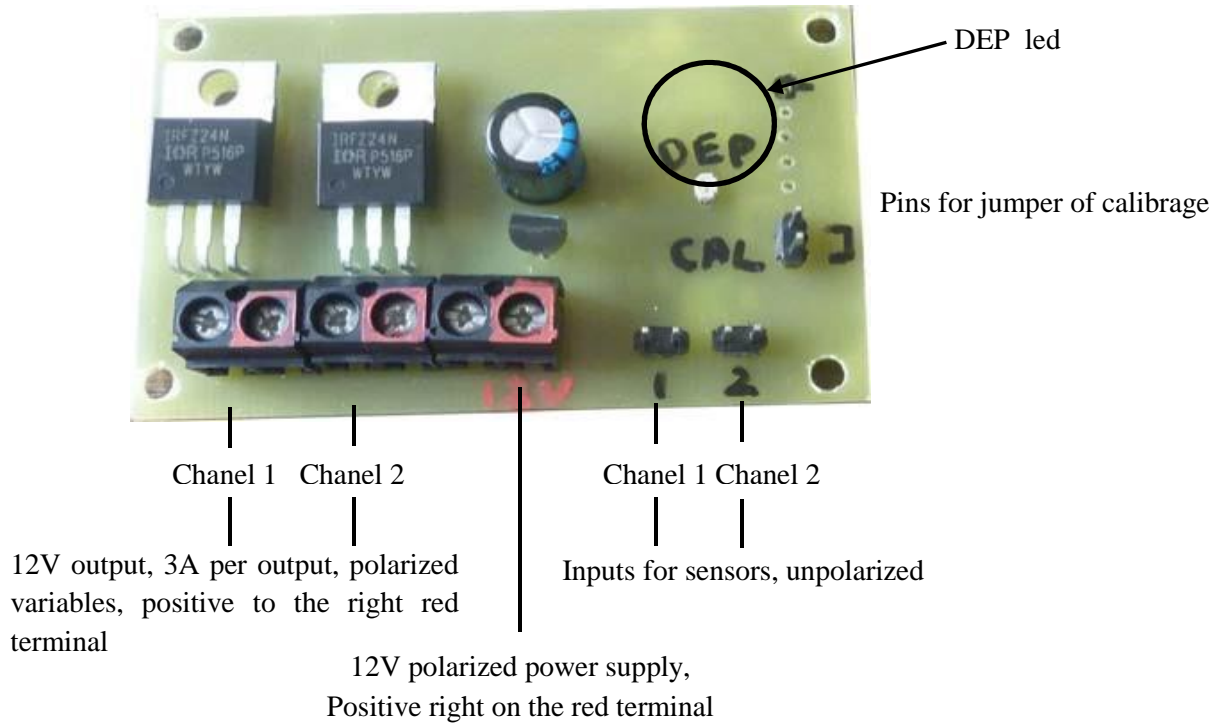 DEP led
IRFZ24N
IOR P516P
WTYW
IRFZ24N
IOR P516P
WTYW
DEP
Pins for jumper of calibrage
CAL
1 2
12V
Chanel 1 Chanel 2
Chanel 1 Chanel 2
12V output, 3A per output, polarized
variables, positive to the right red
terminal
Inputs for sensors, unpolarized
12V polarized power supply,
Positive right on the red terminal